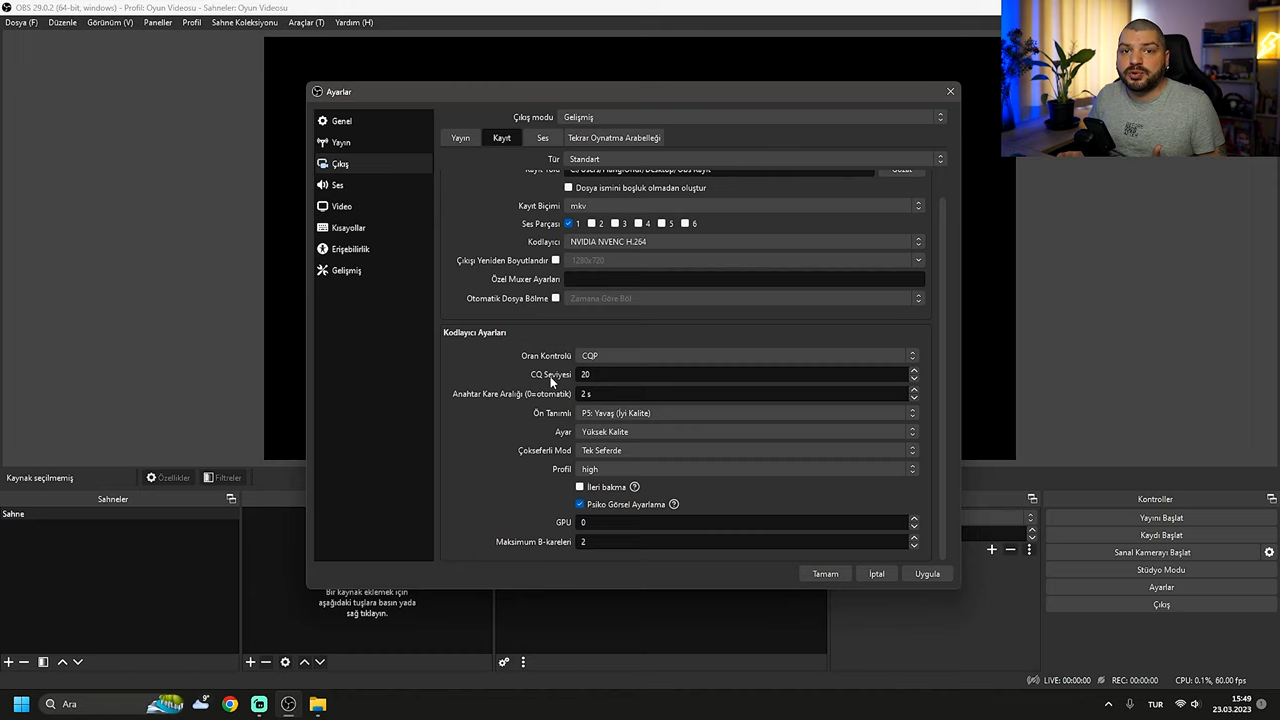 OBS 29.0.2 (64-bit, windows) - Profil: Oyun Videosu - Sahneler: Oyun Videosu
Dosya (F) Düzenle Görünüm (V) Paneller Profil Sahne Koleksiyonu Araçlar (T) Yardım (H)
Ayarlar
Genel
Yayın
Çıkış
Ses
Video
Kısayollar
Erişebilirlik
Gelişmiş
Çıkış modu Gelişmiş
Yayın Kayıt Ses Tekrar Oynatma Arabelleği
Tür Standart
Dosya ismini boşluk olmadan oluştur
Kayıt Biçimi mkv
Ses Parçası 1 2 3 4 5 6
Kodlayıcı NVIDIA NVENC H.264
Çıkışı Yeniden Boyutlandır 1280x720
Özel Muxer Ayarları
Otomatik Dosya Bölme Zamana Göre Böl
Kodlayıcı Ayarları
Oran Kontrolü CQP
CQ Seviyesi 20
Anahtar Kare Aralığı (0=otomatik) 2 s
Ön Tanımlı P5: Yavaş (İyi Kalite)
Ayar Yüksek Kalite
Çokseferli Mod Tek Seferde
Profil high
İleri bakma ?
Psiko Görsel Ayarlama ?
GPU 0
Maksimum B-kareleri 2
Tamam İptal Uygula
Kaynak seçilmemiş Özellikler Filtreler
Sahneler
Sahne
Bir kaynak eklemek için
aşağıdaki tuşlara basın yada
sağ tıklayın.
Kontroller
Yayını Başlat
Kaydı Başlat
Sanal Kamerayı Başlat
Stüdyo Modu
Ayarlar
Çıkış
LIVE: 00:00:00 REC: 00:00:00 CPU: 0.1%, 60.00 fps
Ara 9° TUR 15:49
23.03.2023